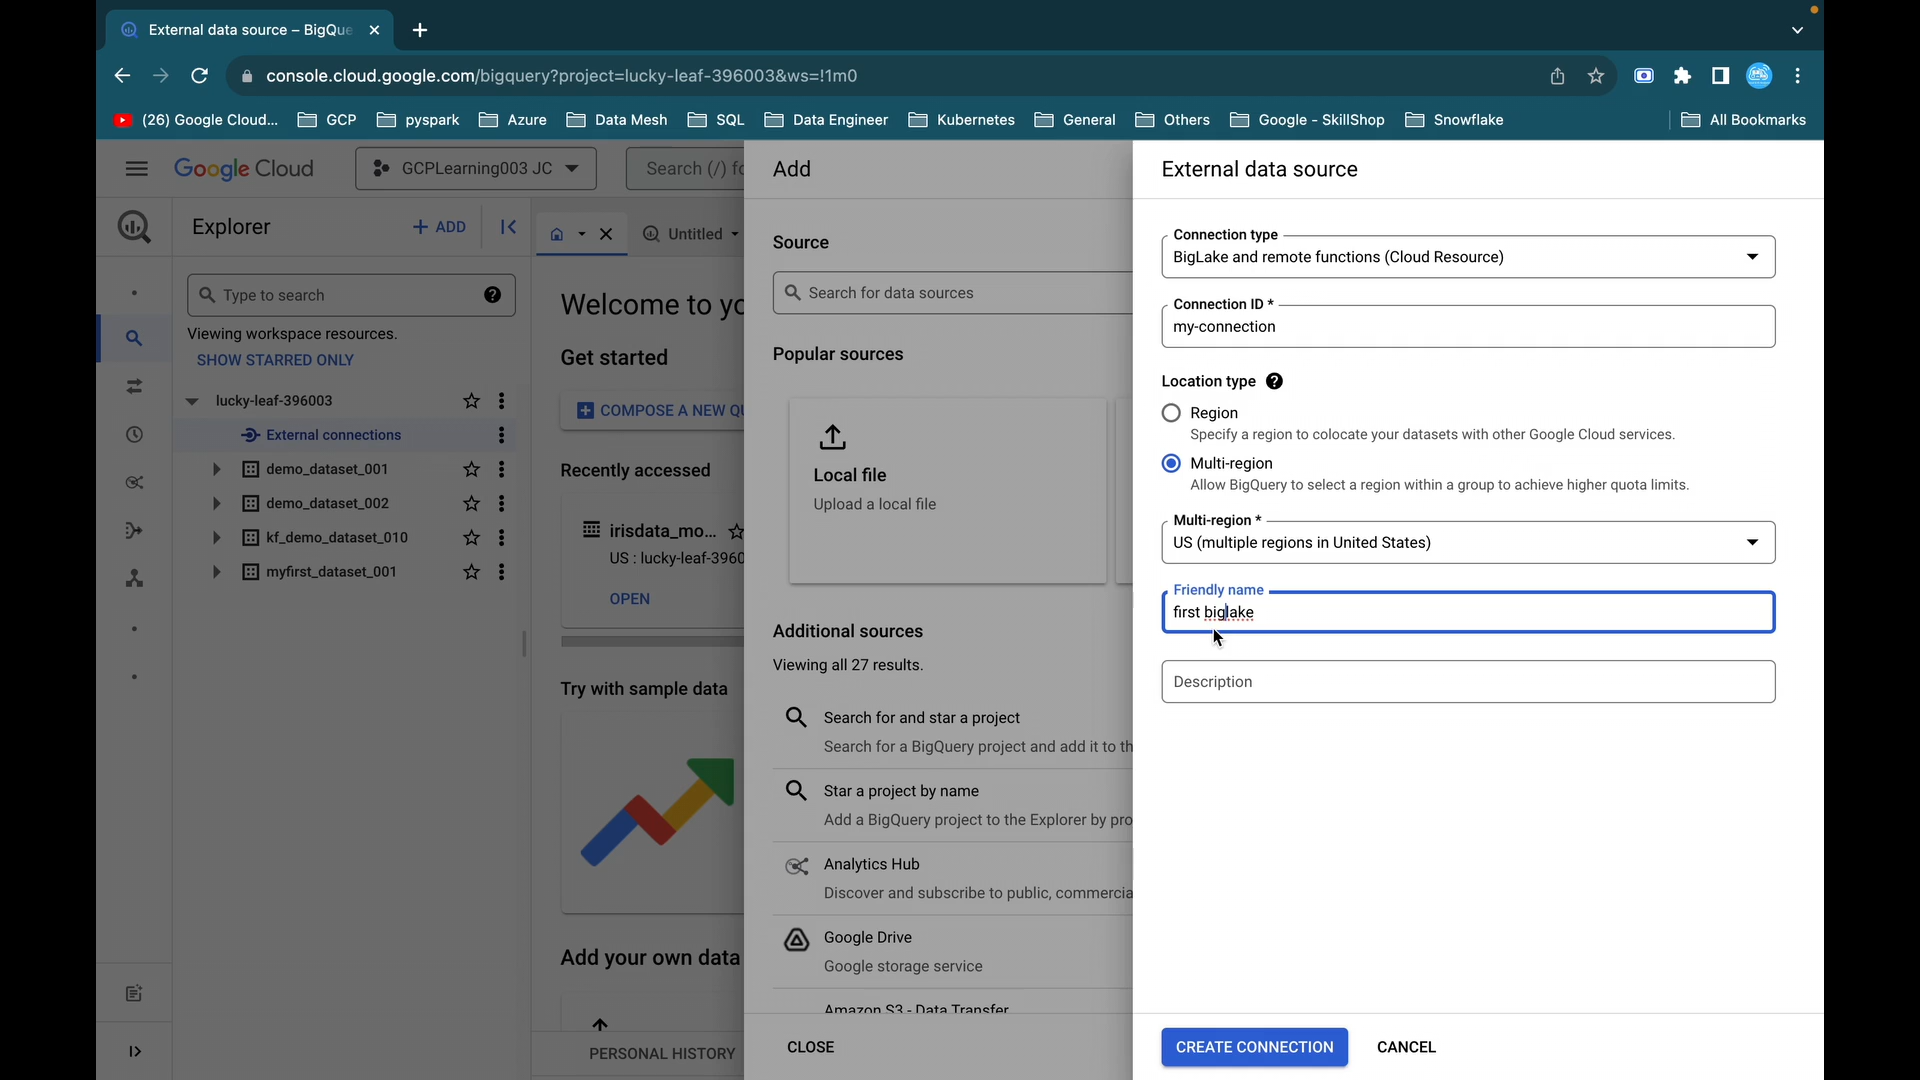 External data source – BigQue
console.cloud.google.com/bigquery?project=lucky-leaf-396003&ws=!1m0
(26) Google Cloud... GCP pyspark Azure Data Mesh SQL Data Engineer Kubernetes General Others Google - SkillShop Snowflake All Bookmarks
Google Cloud GCPLearning003 JC Search (/) fo
Explorer + ADD
Untitled
Type to search
Viewing workspace resources.
SHOW STARRED ONLY
lucky-leaf-396003
External connections
demo_dataset_001
demo_dataset_002
kf_demo_dataset_010
myfirst_dataset_001
Welcome to yo
Get started
COMPOSE A NEW QU
Recently accessed
irisdata_mo...
US : lucky-leaf-3960
OPEN
Try with sample data
Add your own data
PERSONAL HISTORY
Add
Source
Search for data sources
Popular sources
Local file
Upload a local file
Additional sources
Viewing all 27 results.
Search for and star a project
Search for a BigQuery project and add it to th
Star a project by name
Add a BigQuery project to the Explorer by pro
Analytics Hub
Discover and subscribe to public, commercia
Google Drive
Google storage service
Amazon S3 - Data Transfer
CLOSE
External data source
Connection type
BigLake and remote functions (Cloud Resource)
Connection ID *
my-connection
Location type
Region
Specify a region to colocate your datasets with other Google Cloud services.
Multi-region
Allow BigQuery to select a region within a group to achieve higher quota limits.
Multi-region *
US (multiple regions in United States)
Friendly name
first biglake
Description
CREATE CONNECTION CANCEL